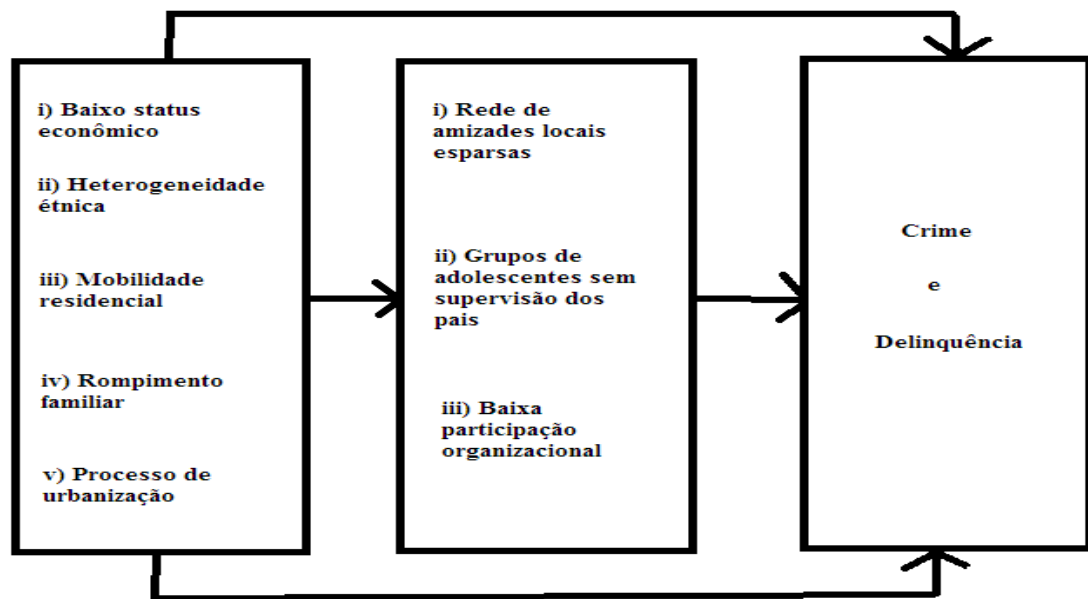 i) Baixo status
econômico
ii) Heterogeneidade
étnica
iii) Mobilidade
residencial
iv) Rompimento
familiar
v) Processo de
urbanização
i) Rede de
amizades locais
esparsas
ii) Grupos de
adolescentes sem
supervisão dos
pais
iii) Baixa
participação
organizacional
Crime
e
Delinquência